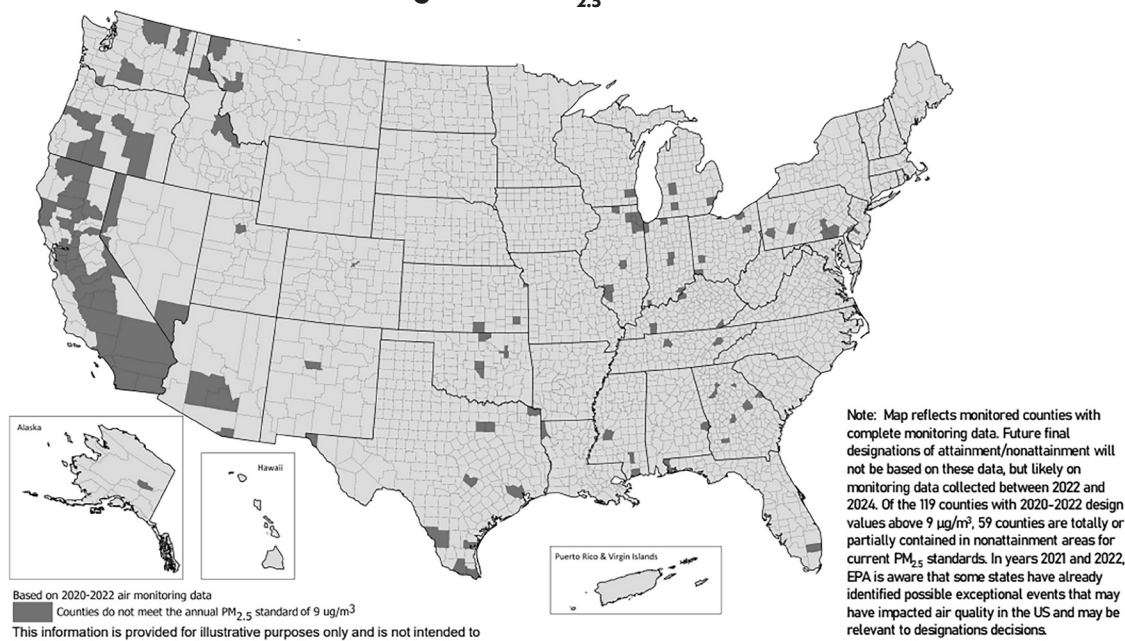 2.5
Alaska
Hawaii
Puerto Rico & Virgin Islands
Note: Map reflects monitored counties with
complete monitoring data. Future final
designations of attainment/nonattainment will
not be based on these data, but likely on
monitoring data collected between 2022 and
2024. Of the 119 counties with 2020-2022 design
values above 9 µg/m³, 59 counties are totally or
partially contained in nonattainment areas for
current PM2.5 standards. In years 2021 and 2022,
EPA is aware that some states have already
identified possible exceptional events that may
have impacted air quality in the US and may be
relevant to designations decisions.
Based on 2020-2022 air monitoring data
Counties do not meet the annual PM2.5 standard of 9 ug/m3
This information is provided for illustrative purposes only and is not intended to